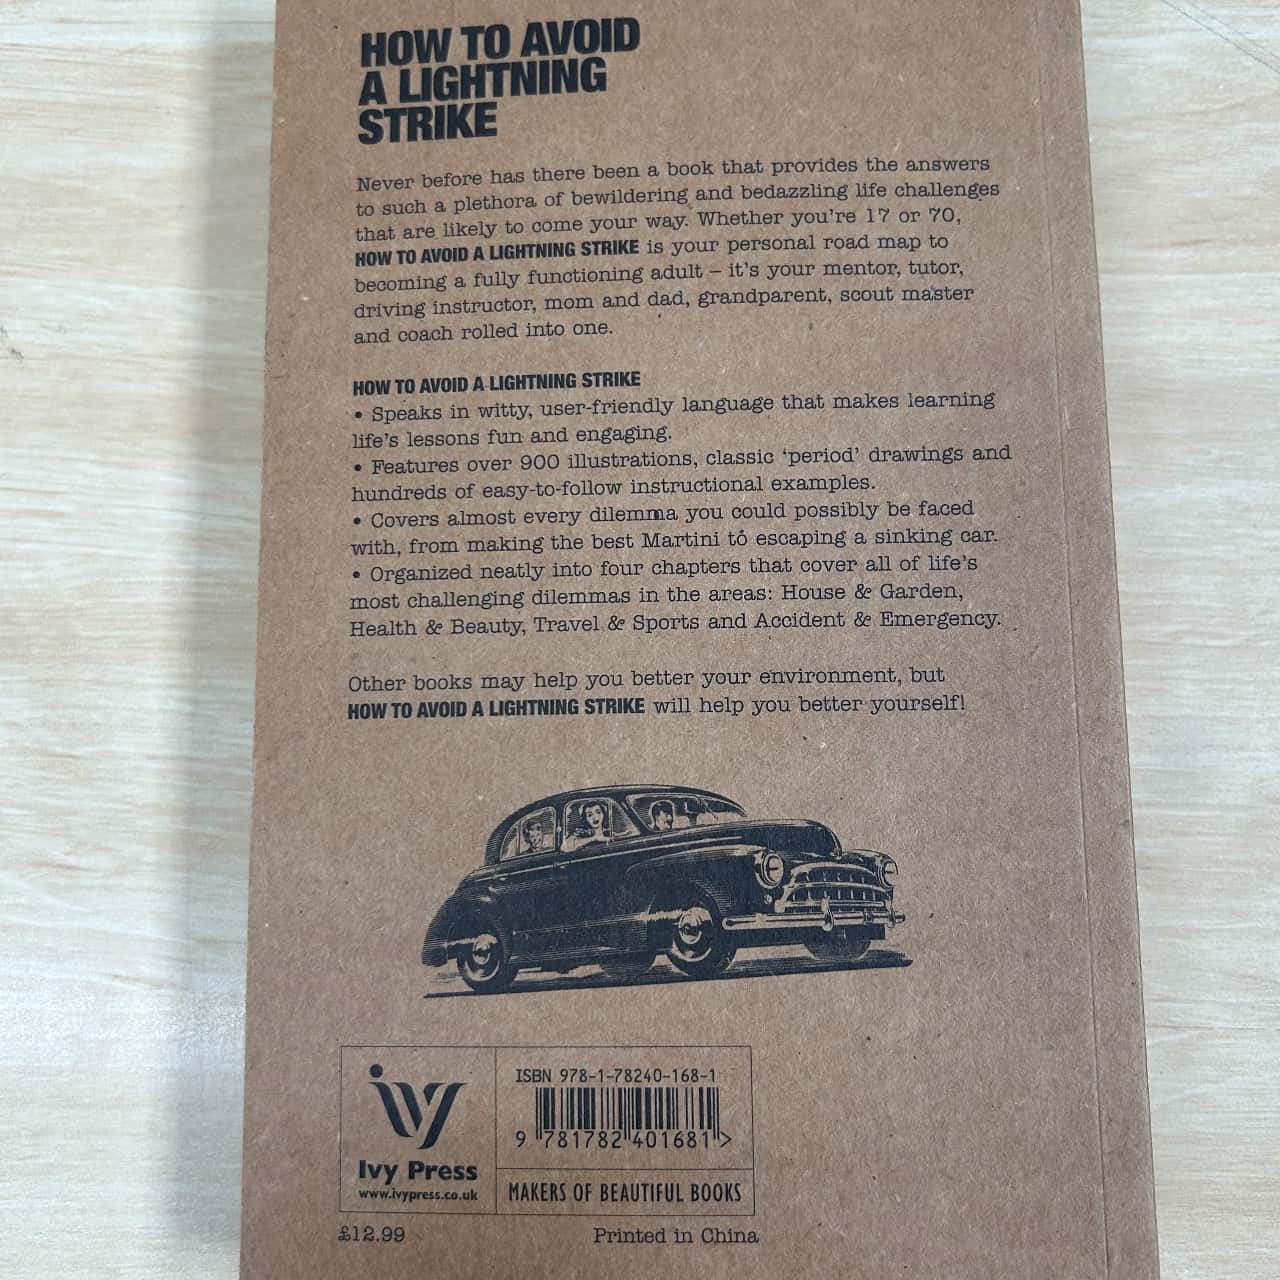 HOW TO AVOID
A LIGHTNING
STRIKE
Never before has there been a book that provides the answers
to such a plethora of bewildering and bedazzling life challenges
that are likely to come your way. Whether you're 17 or 70,
HOW TO AVOID A LIGHTNING STRIKE is your personal road map to
becoming a fully functioning adult – it's your mentor, tutor,
driving instructor, mom and dad, grandparent, scout master
and coach rolled into one.
HOW TO AVOID A LIGHTNING STRIKE
• Speaks in witty, user-friendly language that makes learning
life's lessons fun and engaging.
• Features over 900 illustrations, classic 'period' drawings and
hundreds of easy-to-follow instructional examples.
• Covers almost every dilemma you could possibly be faced
with, from making the best Martini to escaping a sinking car.
• Organized neatly into four chapters that cover all of life's
most challenging dilemmas in the areas: House & Garden,
Health & Beauty, Travel & Sports and Accident & Emergency.
Other books may help you better your environment, but
HOW TO AVOID A LIGHTNING STRIKE will help you better yourself!
ivy
Ivy Press
www.ivypress.co.uk
ISBN 978-1-78240-168-1
9 781782 401681 >
MAKERS OF BEAUTIFUL BOOKS
£12.99
Printed in China